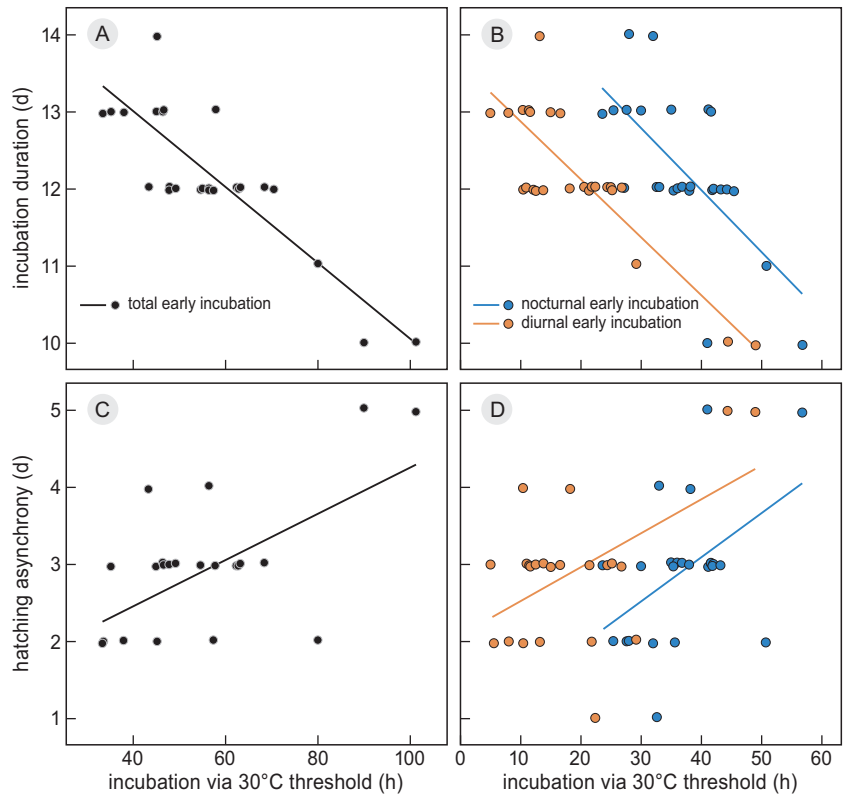 A
B
14
13
12
11
10
incubation duration (d)
total early incubation
nocturnal early incubation
diurnal early incubation
C
D
5
4
3
2
1
hatching asynchrony (d)
40 60 80 100
0 10 20 30 40 50 60
incubation via 30°C threshold (h)
incubation via 30°C threshold (h)